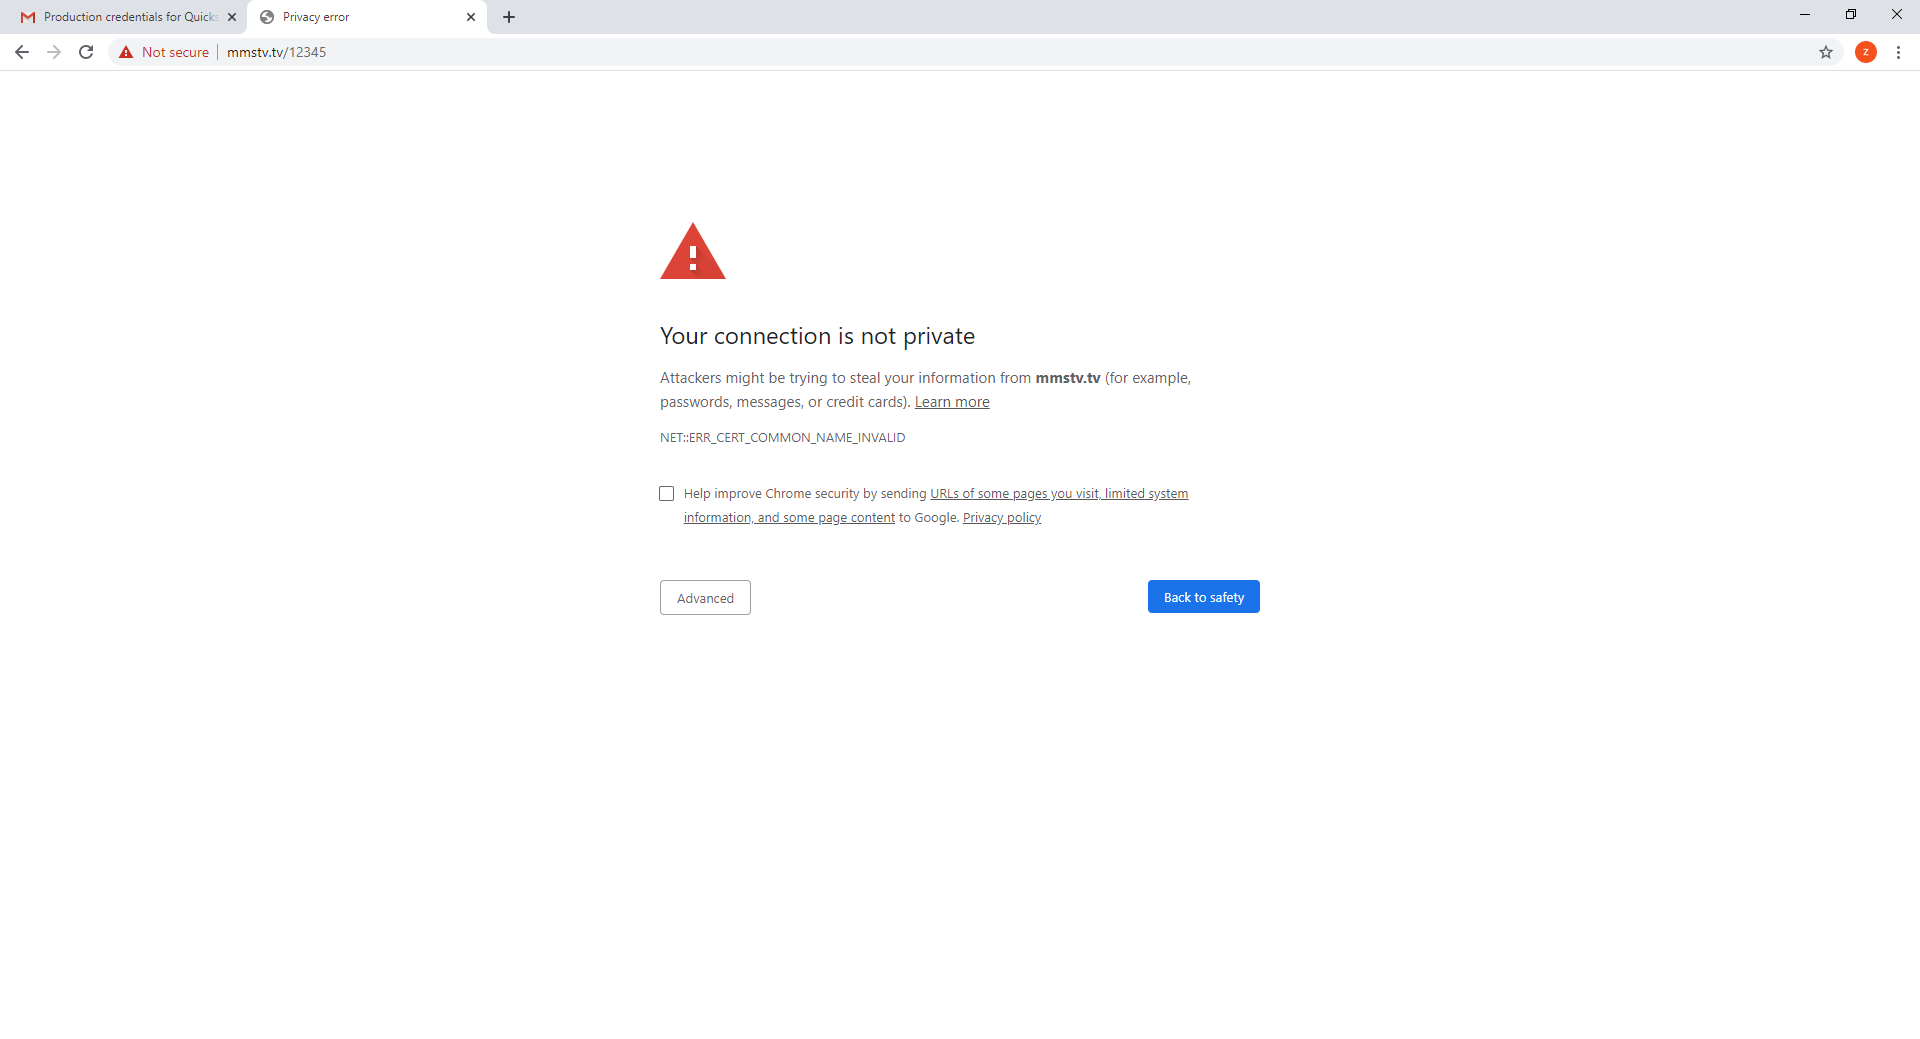 Production credentials for Quicks
Privacy error
Not secure
mmstv.tv/12345
z
Your connection is not private
Attackers might be trying to steal your information from mmstv.tv (for example,
passwords, messages, or credit cards). Learn more
NET::ERR_CERT_COMMON_NAME_INVALID
Help improve Chrome security by sending URLs of some pages you visit, limited system
information, and some page content to Google. Privacy policy
Advanced
Back to safety